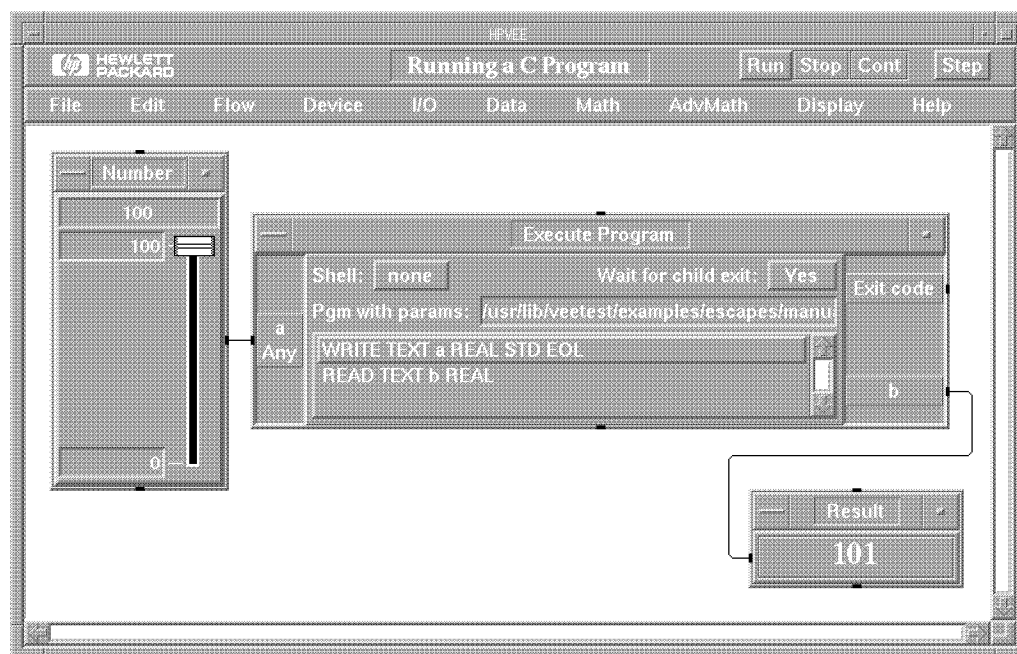 HPVEE
hp HEWLETT PACKARD Running a C Program Run Stop Cont Step
File Edit Flow Device I/O Data Math AdvMath Display Help
Number
100
100
0
Execute Program
Shell: none Wait for child exit: Yes
Pgm with params: /usr/lib/veetest/examples/escapes/manu
a
Any
WRITE TEXT a REAL STD EOL
READ TEXT b REAL
Exit code
b
Result
101